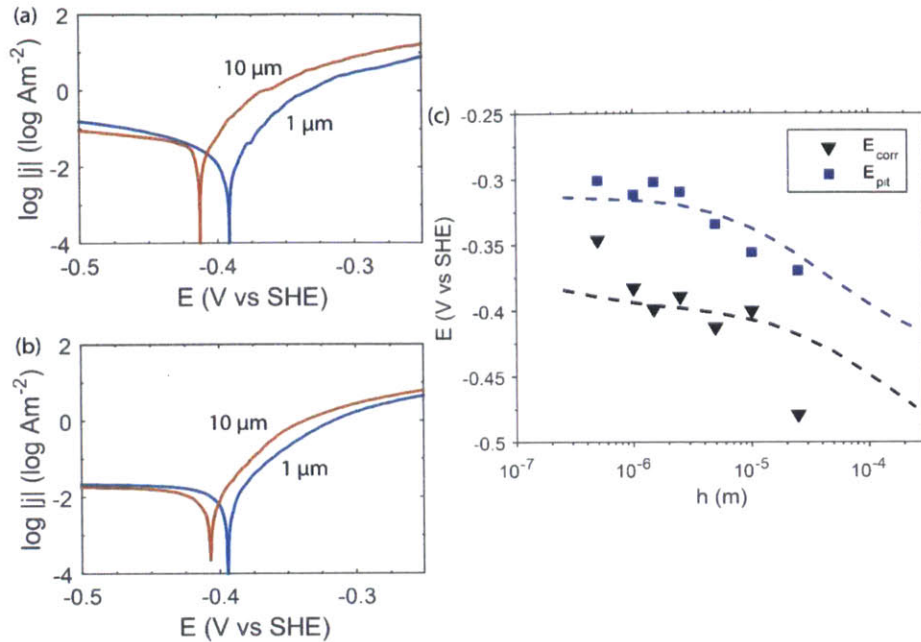 (a)
2
0
-2
-4
log |j| (log Am⁻²)
10 µm
1 µm
-0.5
-0.4
-0.3
E (V vs SHE)
(b)
2
0
-2
-4
log |j| (log Am⁻²)
10 µm
1 µm
-0.5
-0.4
-0.3
E (V vs SHE)
(c)
-0.25
-0.3
-0.35
-0.4
-0.45
-0.5
E (V vs SHE)
E_corr
E_pit
10⁻⁷
10⁻⁶
10⁻⁵
10⁻⁴
h (m)